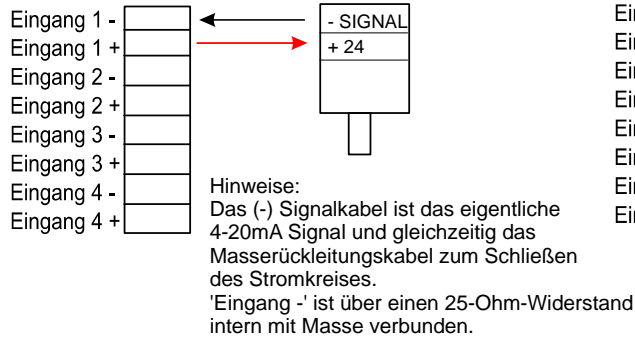 Eingang 1 -
Eingang 1 +
Eingang 2 -
Eingang 2 +
Eingang 3 -
Eingang 3 +
Eingang 4 -
Eingang 4 +
- SIGNAL
+ 24
Hinweise:
Das (-) Signalkabel ist das eigentliche
4-20mA Signal und gleichzeitig das
Masserückleitungskabel zum Schließen
des Stromkreises.
'Eingang -' ist über einen 25-Ohm-Widerstand
intern mit Masse verbunden.